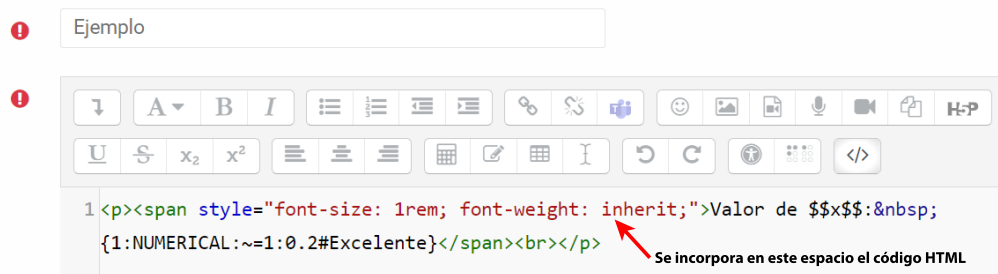 Ejemplo
A B I
H5P
U S x₂ x²
</>
1 <p><span style="font-size: 1rem; font-weight: inherit;">Valor de $$x$$:&nbsp;
{1:NUMERICAL:~=1:0.2#Excelente}</span><br></p>
Se incorpora en este espacio el código HTML